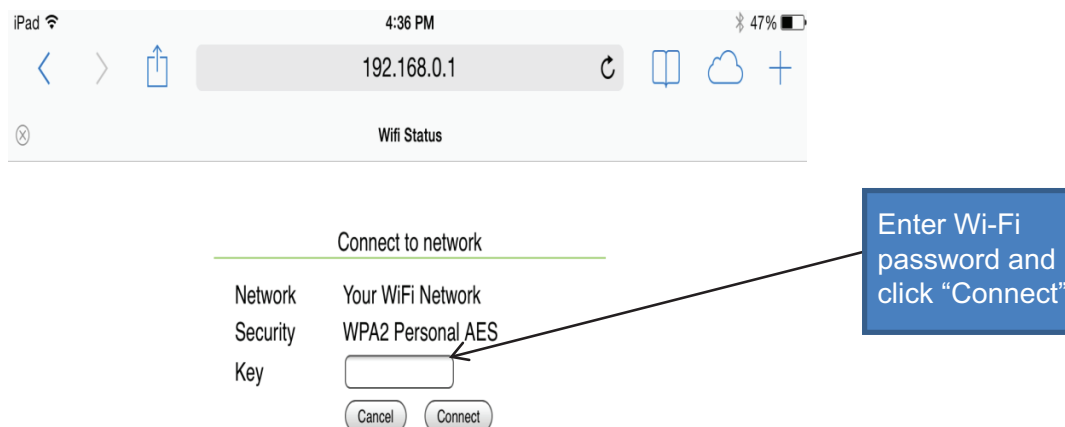 iPad 4:36 PM 47%
192.168.0.1
Wifi Status
Connect to network
Enter Wi-Fi
password and
click “Connect”
Network Your WiFi Network
Security WPA2 Personal AES
Key
Cancel Connect